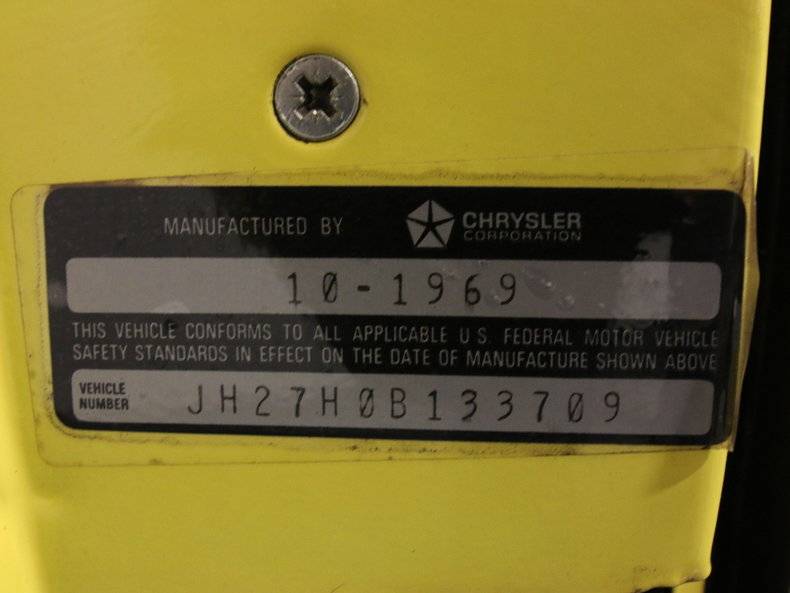 MANUFACTURED BY CHRYSLER CORPORATION
10-1969
THIS VEHICLE CONFORMS TO ALL APPLICABLE U.S. FEDERAL MOTOR VEHICLE
SAFETY STANDARDS IN EFFECT ON THE DATE OF MANUFACTURE SHOWN ABOVE
VEHICLE NUMBER JH27H0B133709